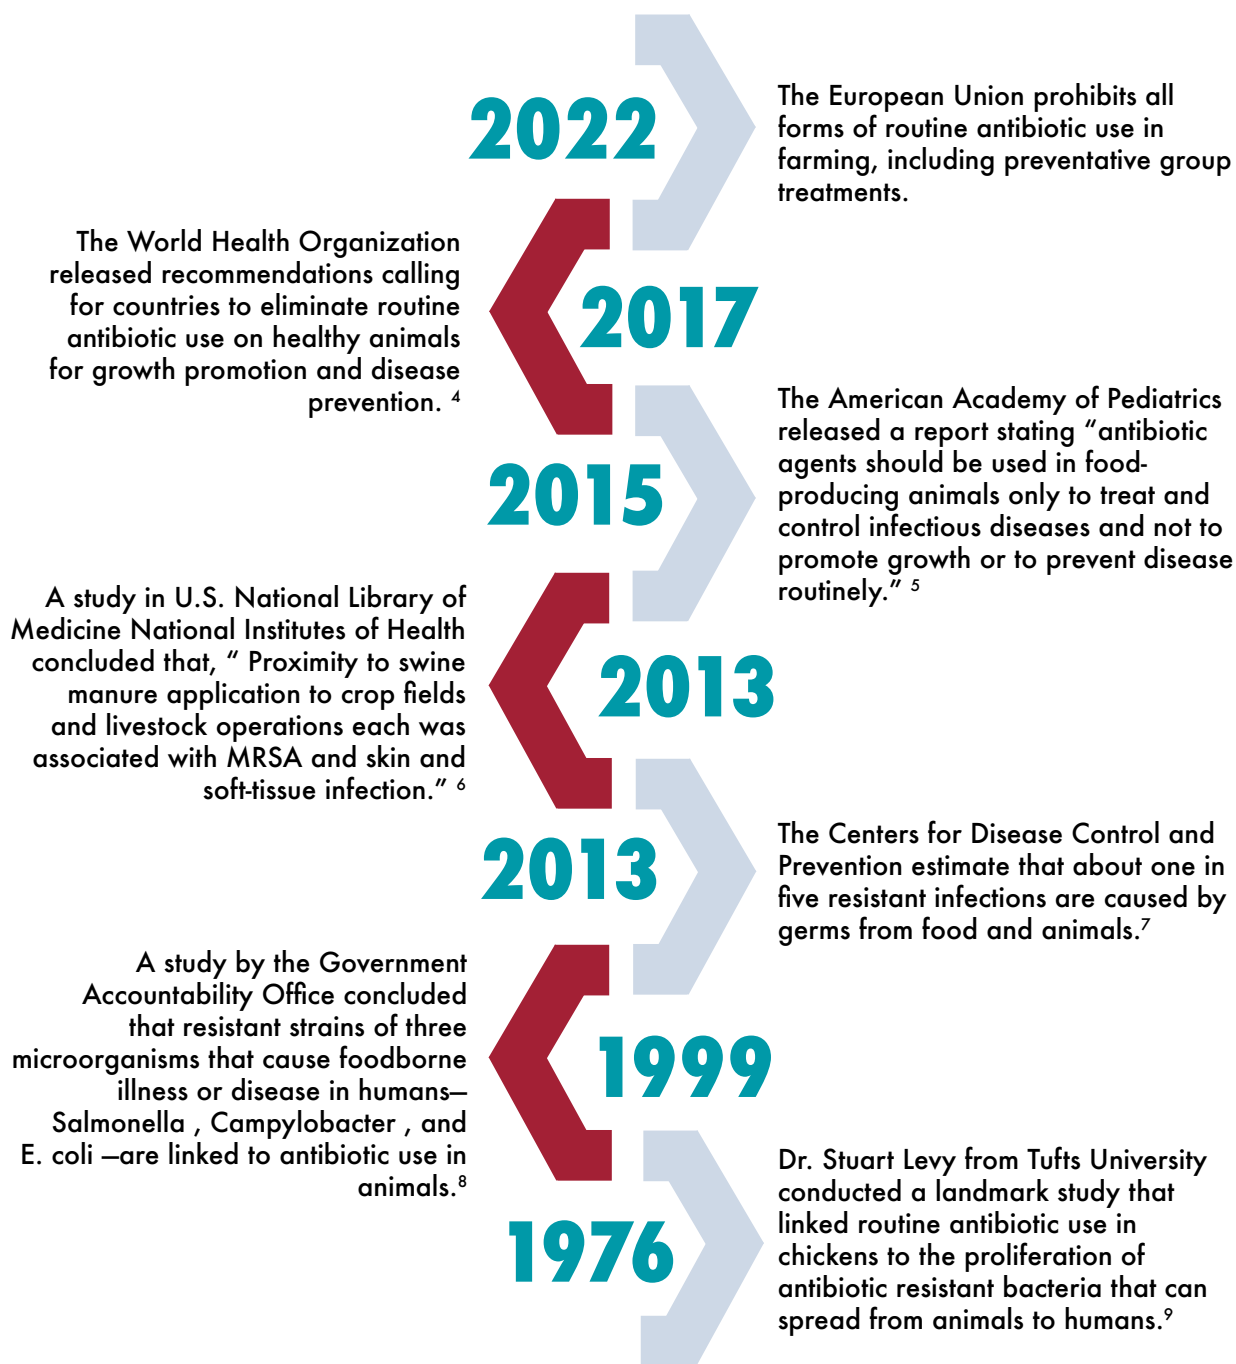 2022
The European Union prohibits all
forms of routine antibiotic use in
farming, including preventative group
treatments.
The World Health Organization
released recommendations calling
for countries to eliminate routine
antibiotic use on healthy animals
for growth promotion and disease
prevention. 4
2017
The American Academy of Pediatrics
released a report stating “antibiotic
agents should be used in food-
producing animals only to treat and
control infectious diseases and not to
promote growth or to prevent disease
routinely.” 5
2015
A study in U.S. National Library of
Medicine National Institutes of Health
concluded that, “ Proximity to swine
manure application to crop fields
and livestock operations each was
associated with MRSA and skin and
soft-tissue infection.” 6
2013
The Centers for Disease Control and
Prevention estimate that about one in
five resistant infections are caused by
germs from food and animals.7
2013
A study by the Government
Accountability Office concluded
that resistant strains of three
microorganisms that cause foodborne
illness or disease in humans—
Salmonella , Campylobacter , and
E. coli —are linked to antibiotic use in
animals.8
1999
Dr. Stuart Levy from Tufts University
conducted a landmark study that
linked routine antibiotic use in
chickens to the proliferation of
antibiotic resistant bacteria that can
spread from animals to humans.9
1976